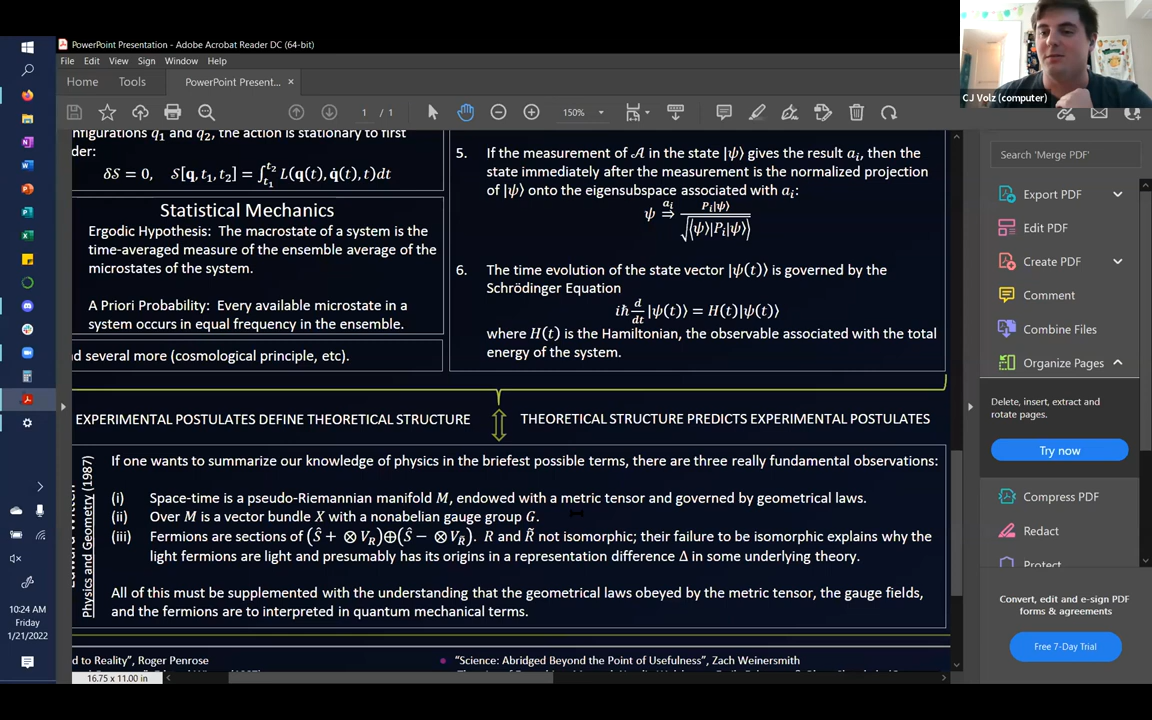 PowerPoint Presentation - Adobe Acrobat Reader DC (64-bit)
File Edit View Sign Window Help
Home Tools PowerPoint Present... ×
1 / 1 150%
CJ Volz (computer)
nfigurations q₁ and q₂, the action is stationary to first
der:
δS = 0, S[q, t₁, t₂] = ∫ₜ₁ᵗ² L(q(t), q̇(t), t)dt
Statistical Mechanics
Ergodic Hypothesis: The macrostate of a system is the
time-averaged measure of the ensemble average of the
microstates of the system.
A Priori Probability: Every available microstate in a
system occurs in equal frequency in the ensemble.
d several more (cosmological principle, etc).
5. If the measurement of 𝒜 in the state |ψ⟩ gives the result aᵢ, then the
state immediately after the measurement is the normalized projection
of |ψ⟩ onto the eigensubspace associated with aᵢ:
ψ ⇒ aᵢ Pᵢ|ψ⟩ / √⟨ψ⟩|Pᵢ|ψ⟩
6. The time evolution of the state vector |ψ(t)⟩ is governed by the
Schrödinger Equation
iħ d/dt |ψ(t)⟩ = H(t)|ψ(t)⟩
where H(t) is the Hamiltonian, the observable associated with the total
energy of the system.
EXPERIMENTAL POSTULATES DEFINE THEORETICAL STRUCTURE
THEORETICAL STRUCTURE PREDICTS EXPERIMENTAL POSTULATES
Physics and Geometry (1987)
If one wants to summarize our knowledge of physics in the briefest possible terms, there are three really fundamental observations:
(i) Space-time is a pseudo-Riemannian manifold M, endowed with a metric tensor and governed by geometrical laws.
(ii) Over M is a vector bundle X with a nonabelian gauge group G.
(iii) Fermions are sections of (Ŝ+ ⊗ V_R)⊕(Ŝ− ⊗ V_R̃). R and R̃ not isomorphic; their failure to be isomorphic explains why the
light fermions are light and presumably has its origins in a representation difference Δ in some underlying theory.
All of this must be supplemented with the understanding that the geometrical laws obeyed by the metric tensor, the gauge fields,
and the fermions are to interpreted in quantum mechanical terms.
d to Reality", Roger Penrose
"Science: Abridged Beyond the Point of Usefulness", Zach Weinersmith
16.75 x 11.00 in
Search 'Merge PDF'
Export PDF
Edit PDF
Create PDF
Comment
Combine Files
Organize Pages
Delete, insert, extract and
rotate pages.
Try now
Compress PDF
Redact
Protect
Convert, edit and e-sign PDF
forms & agreements
Free 7-Day Trial
10:24 AM
Friday
1/21/2022